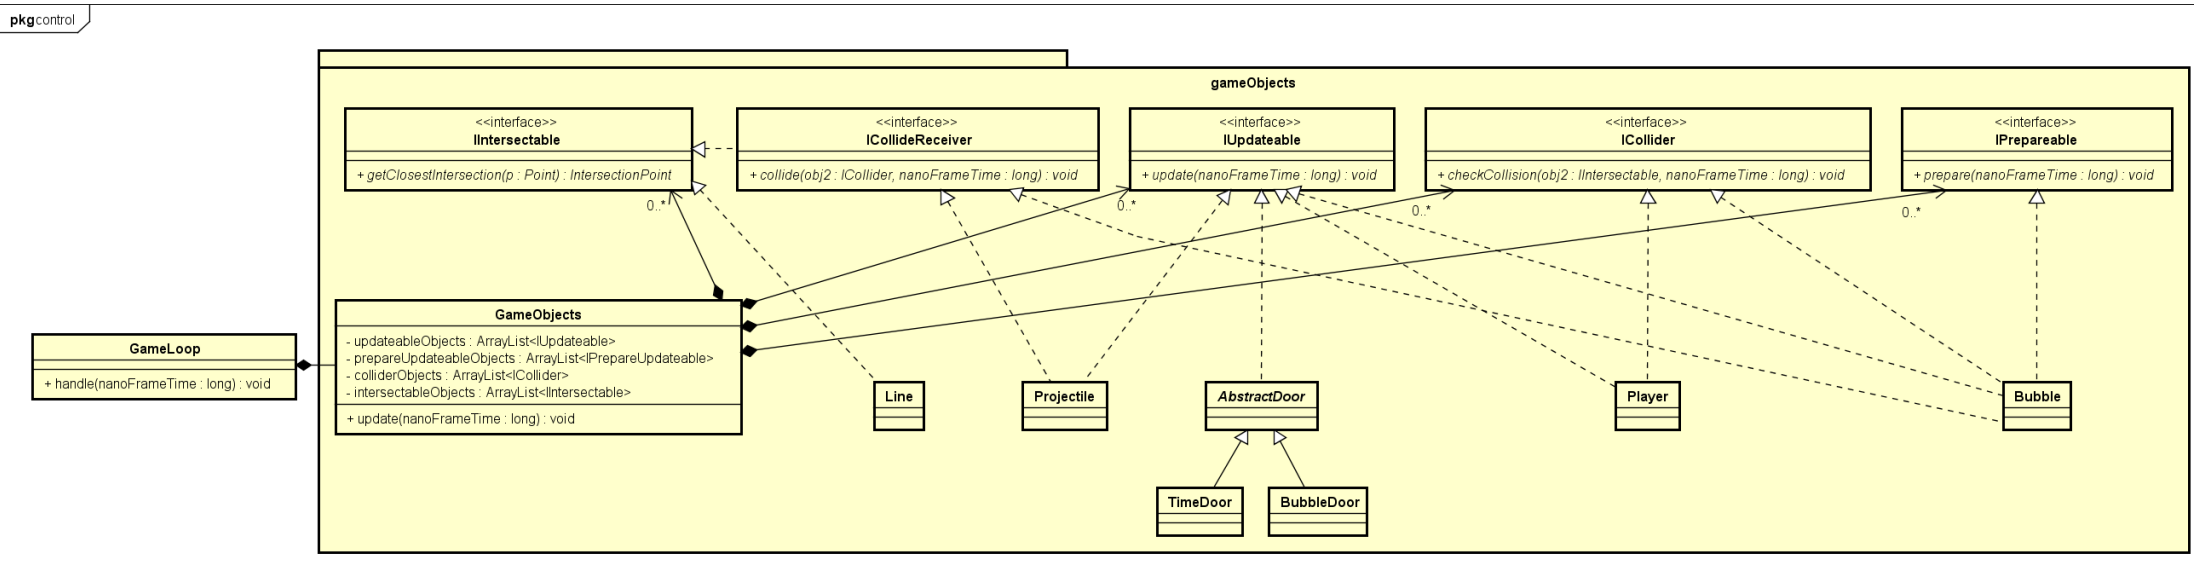 pkg control
gameObjects
<<interface>>
IIntersectable
+ getClosestIntersection(p : Point) : IntersectionPoint
<<interface>>
ICollideReceiver
+ collide(obj2 : ICollider, nanoFrameTime : long) : void
<<interface>>
IUpdateable
+ update(nanoFrameTime : long) : void
<<interface>>
ICollider
+ checkCollision(obj2 : IIntersectable, nanoFrameTime : long) : void
<<interface>>
IPrepareable
+ prepare(nanoFrameTime : long) : void
0..*
0..*
0..*
0..*
GameLoop
+ handle(nanoFrameTime : long) : void
GameObjects
- updateableObjects : ArrayList<IUpdateable>
- prepareUpdateableObjects : ArrayList<IPrepareUpdateable>
- colliderObjects : ArrayList<ICollider>
- intersectableObjects : ArrayList<IIntersectable>
+ update(nanoFrameTime : long) : void
Line
Projectile
AbstractDoor
Player
Bubble
TimeDoor
BubbleDoor